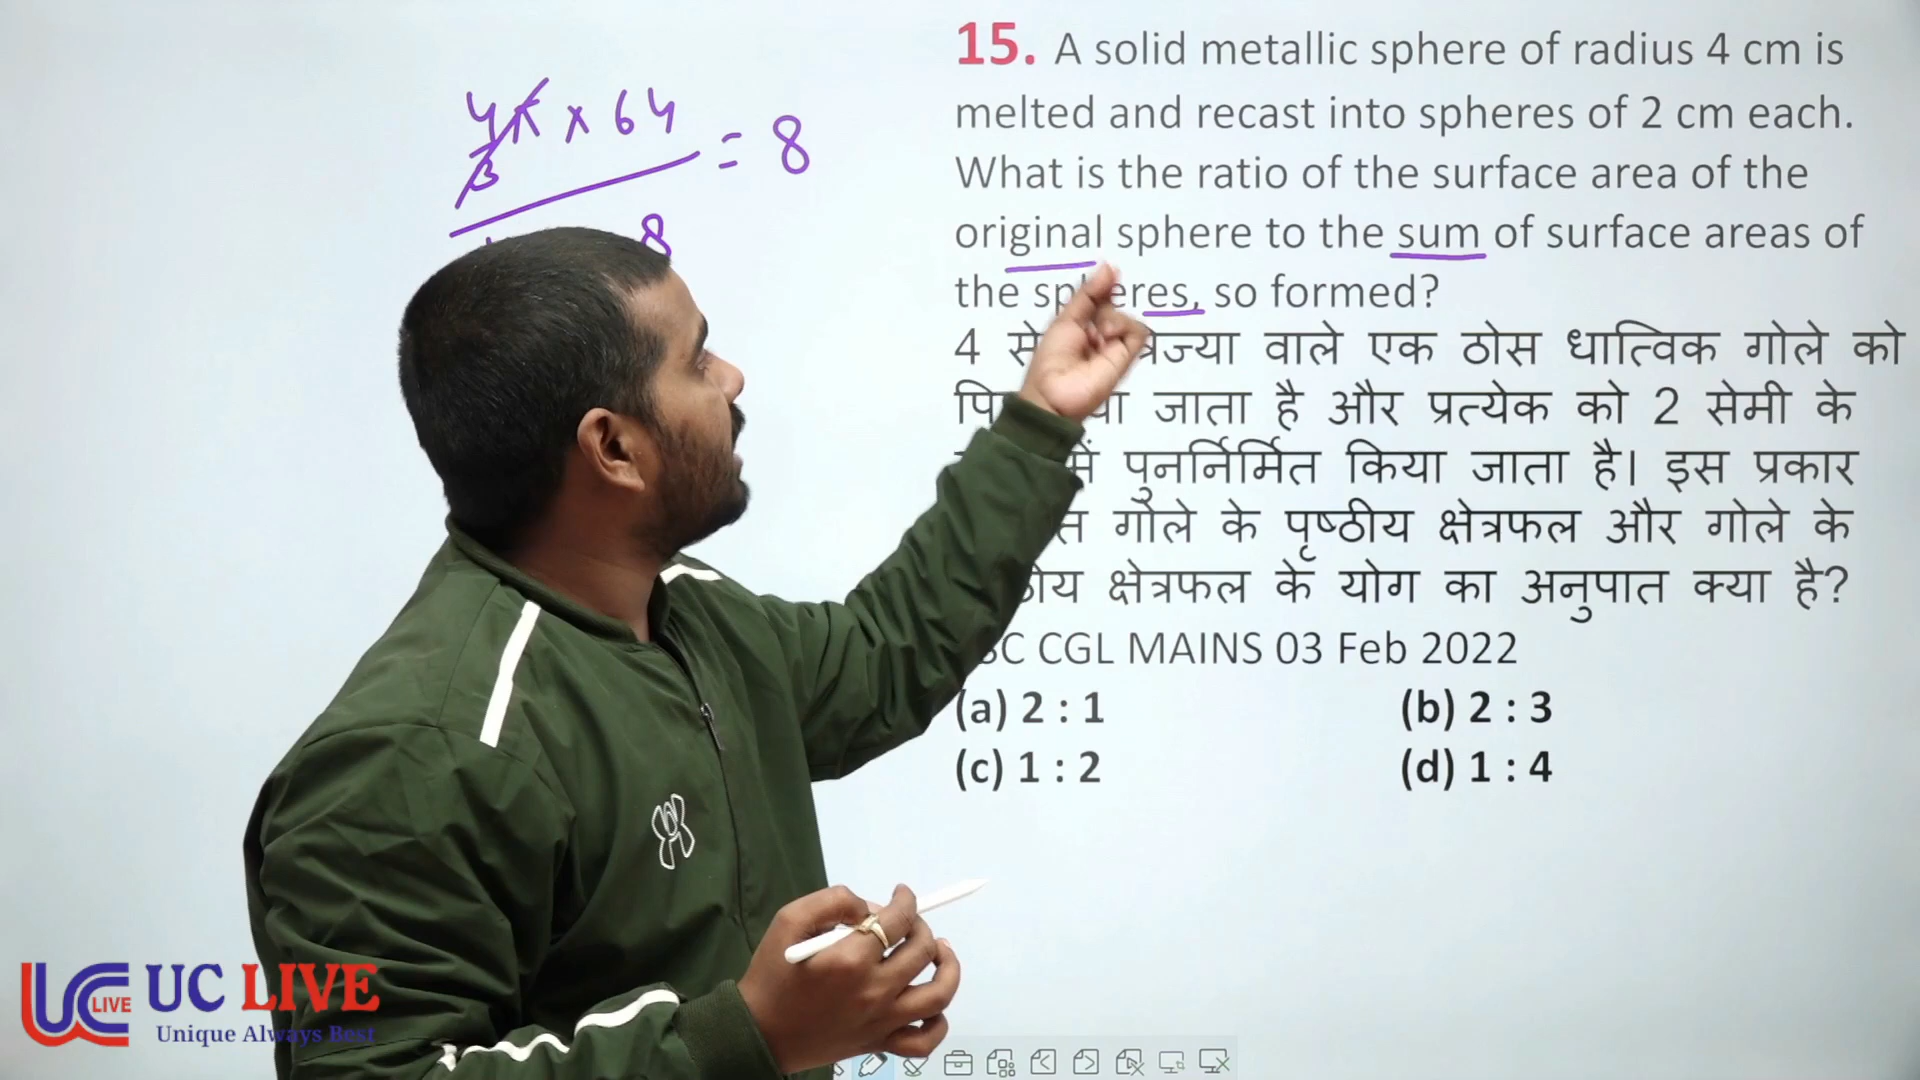 4π × 64
3
= 8
8
15. A solid metallic sphere of radius 4 cm is
melted and recast into spheres of 2 cm each.
What is the ratio of the surface area of the
original sphere to the sum of surface areas of
the spheres, so formed?
4 वाले एक ठोस धात्विक गोले को
जाता है और प्रत्येक को 2 सेमी के
में पुनर्निर्मित किया जाता है। इस प्रकार
गोले के पृष्ठीय क्षेत्रफल और गोले के
क्षेत्रफल के योग का अनुपात क्या है?
CGL MAINS 03 Feb 2022
(a) 2 : 1 (b) 2 : 3
(c) 1 : 2 (d) 1 : 4
UC LIVE
LIVE
Unique Always Best